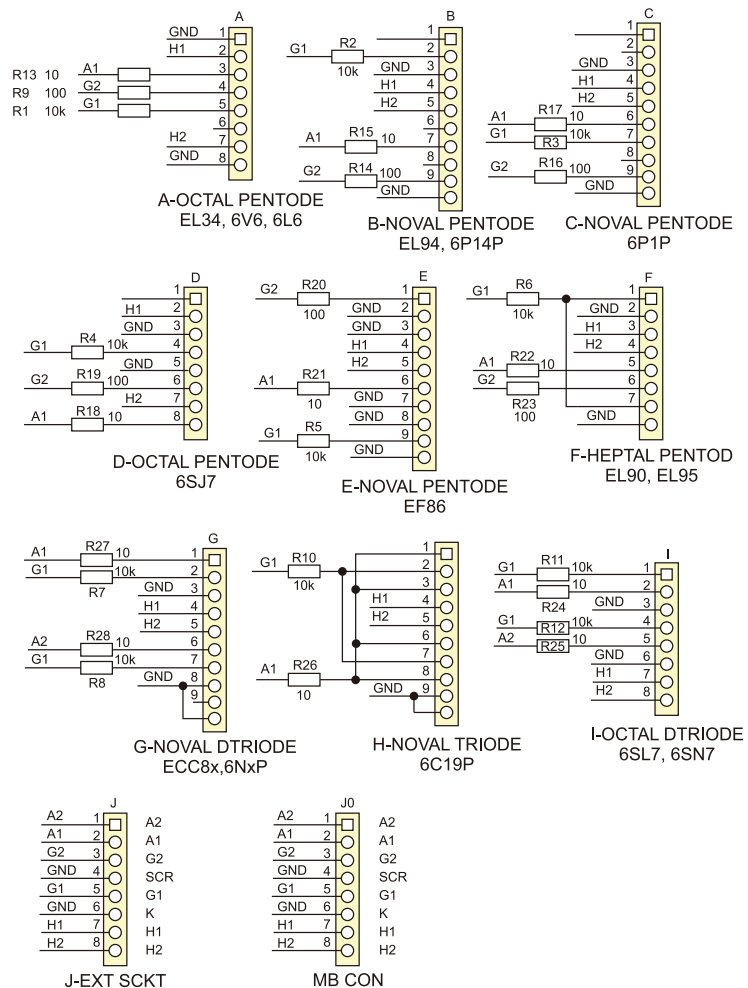 A
GND 1
H1 2
R13 10 A1 3
R9 100 G2 4
R1 10k G1 5
6
H2 7
GND 8
A-OCTAL PENTODE
EL34, 6V6, 6L6
B
1
G1 R2 10k 2
GND 3
H1 4
H2 5
6
A1 R15 10 7
8
G2 R14 100 9
GND
B-NOVAL PENTODE
EL94, 6P14P
C
1
2
GND 3
H1 4
H2 5
A1 R17 10 6
G1 R3 10k 7
8
G2 R16 100 9
GND
C-NOVAL PENTODE
6P1P
D
1
H1 2
GND 3
G1 R4 10k 4
GND 5
G2 R19 100 6
H2 7
A1 R18 10 8
D-OCTAL PENTODE
6SJ7
E
G2 R20 100 1
GND 2
GND 3
H1 4
H2 5
A1 R21 10 6
GND 7
GND 8
G1 R5 10k 9
GND
E-NOVAL PENTODE
EF86
F
G1 R6 10k 1
GND 2
H1 3
H2 4
A1 R22 10 5
G2 R23 100 6
7
GND 8
F-HEPTAL PENTOD
EL90, EL95
G
A1 R27 10 1
G1 R7 10k 2
GND 3
H1 4
H2 5
A2 R28 10 6
G1 R8 10k 7
GND 8
9
G-NOVAL DTRIODE
ECC8x,6NxP
H
1
G1 R10 10k 2
3
H1 4
H2 5
6
7
A1 R26 10 8
GND 9
H-NOVAL TRIODE
6C19P
I
G1 R11 10k 1
A1 R24 10 2
GND 3
G1 R12 10k 4
A2 R25 10 5
GND 6
H1 7
H2 8
I-OCTAL DTRIODE
6SL7, 6SN7
J
A2 1 A2
A1 2 A1
G2 3 G2
GND 4 SCR
G1 5 G1
GND 6 K
H1 7 H1
H2 8 H2
J-EXT SCKT
J0
A2 1 A2
A1 2 A1
G2 3 G2
GND 4 SCR
G1 5 G1
GND 6 K
H1 7 H1
H2 8 H2
MB CON